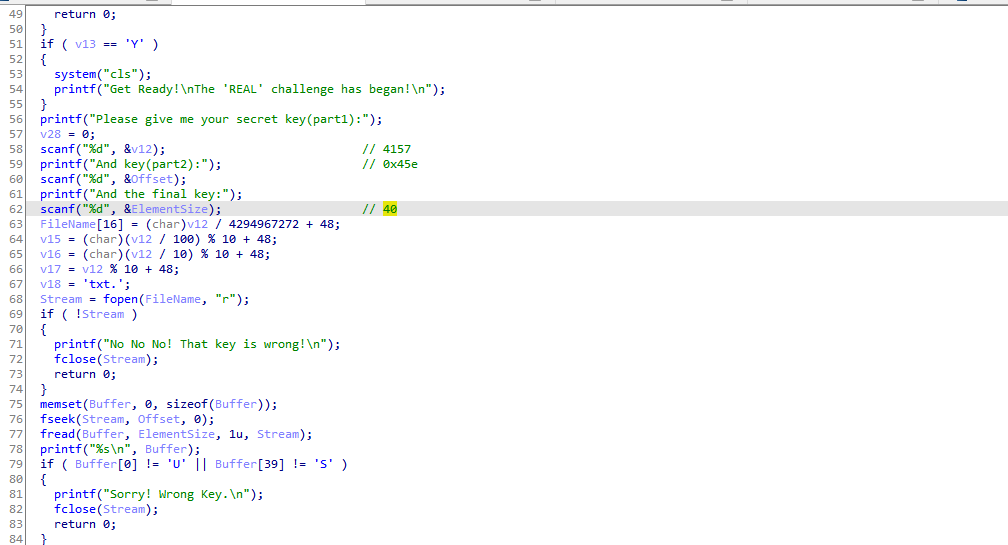 49 return 0;
50 }
51 if ( v13 == 'Y' )
52 {
53 system("cls");
54 printf("Get Ready!\nThe 'REAL' challenge has began!\n");
55 }
56 printf("Please give me your secret key(part1):");
57 v28 = 0;
58 scanf("%d", &v12); // 4157
59 printf("And key(part2):"); // 0x45e
60 scanf("%d", &Offset);
61 printf("And the final key:");
62 scanf("%d", &ElementSize); // 40
63 FileName[16] = (char)v12 / 4294967272 + 48;
64 v15 = (char)(v12 / 100) % 10 + 48;
65 v16 = (char)(v12 / 10) % 10 + 48;
66 v17 = v12 % 10 + 48;
67 v18 = 'txt.';
68 Stream = fopen(FileName, "r");
69 if ( !Stream )
70 {
71 printf("No No No! That key is wrong!\n");
72 fclose(Stream);
73 return 0;
74 }
75 memset(Buffer, 0, sizeof(Buffer));
76 fseek(Stream, Offset, 0);
77 fread(Buffer, ElementSize, 1u, Stream);
78 printf("%s\n", Buffer);
79 if ( Buffer[0] != 'U' || Buffer[39] != 'S' )
80 {
81 printf("Sorry! Wrong Key.\n");
82 fclose(Stream);
83 return 0;
84 }